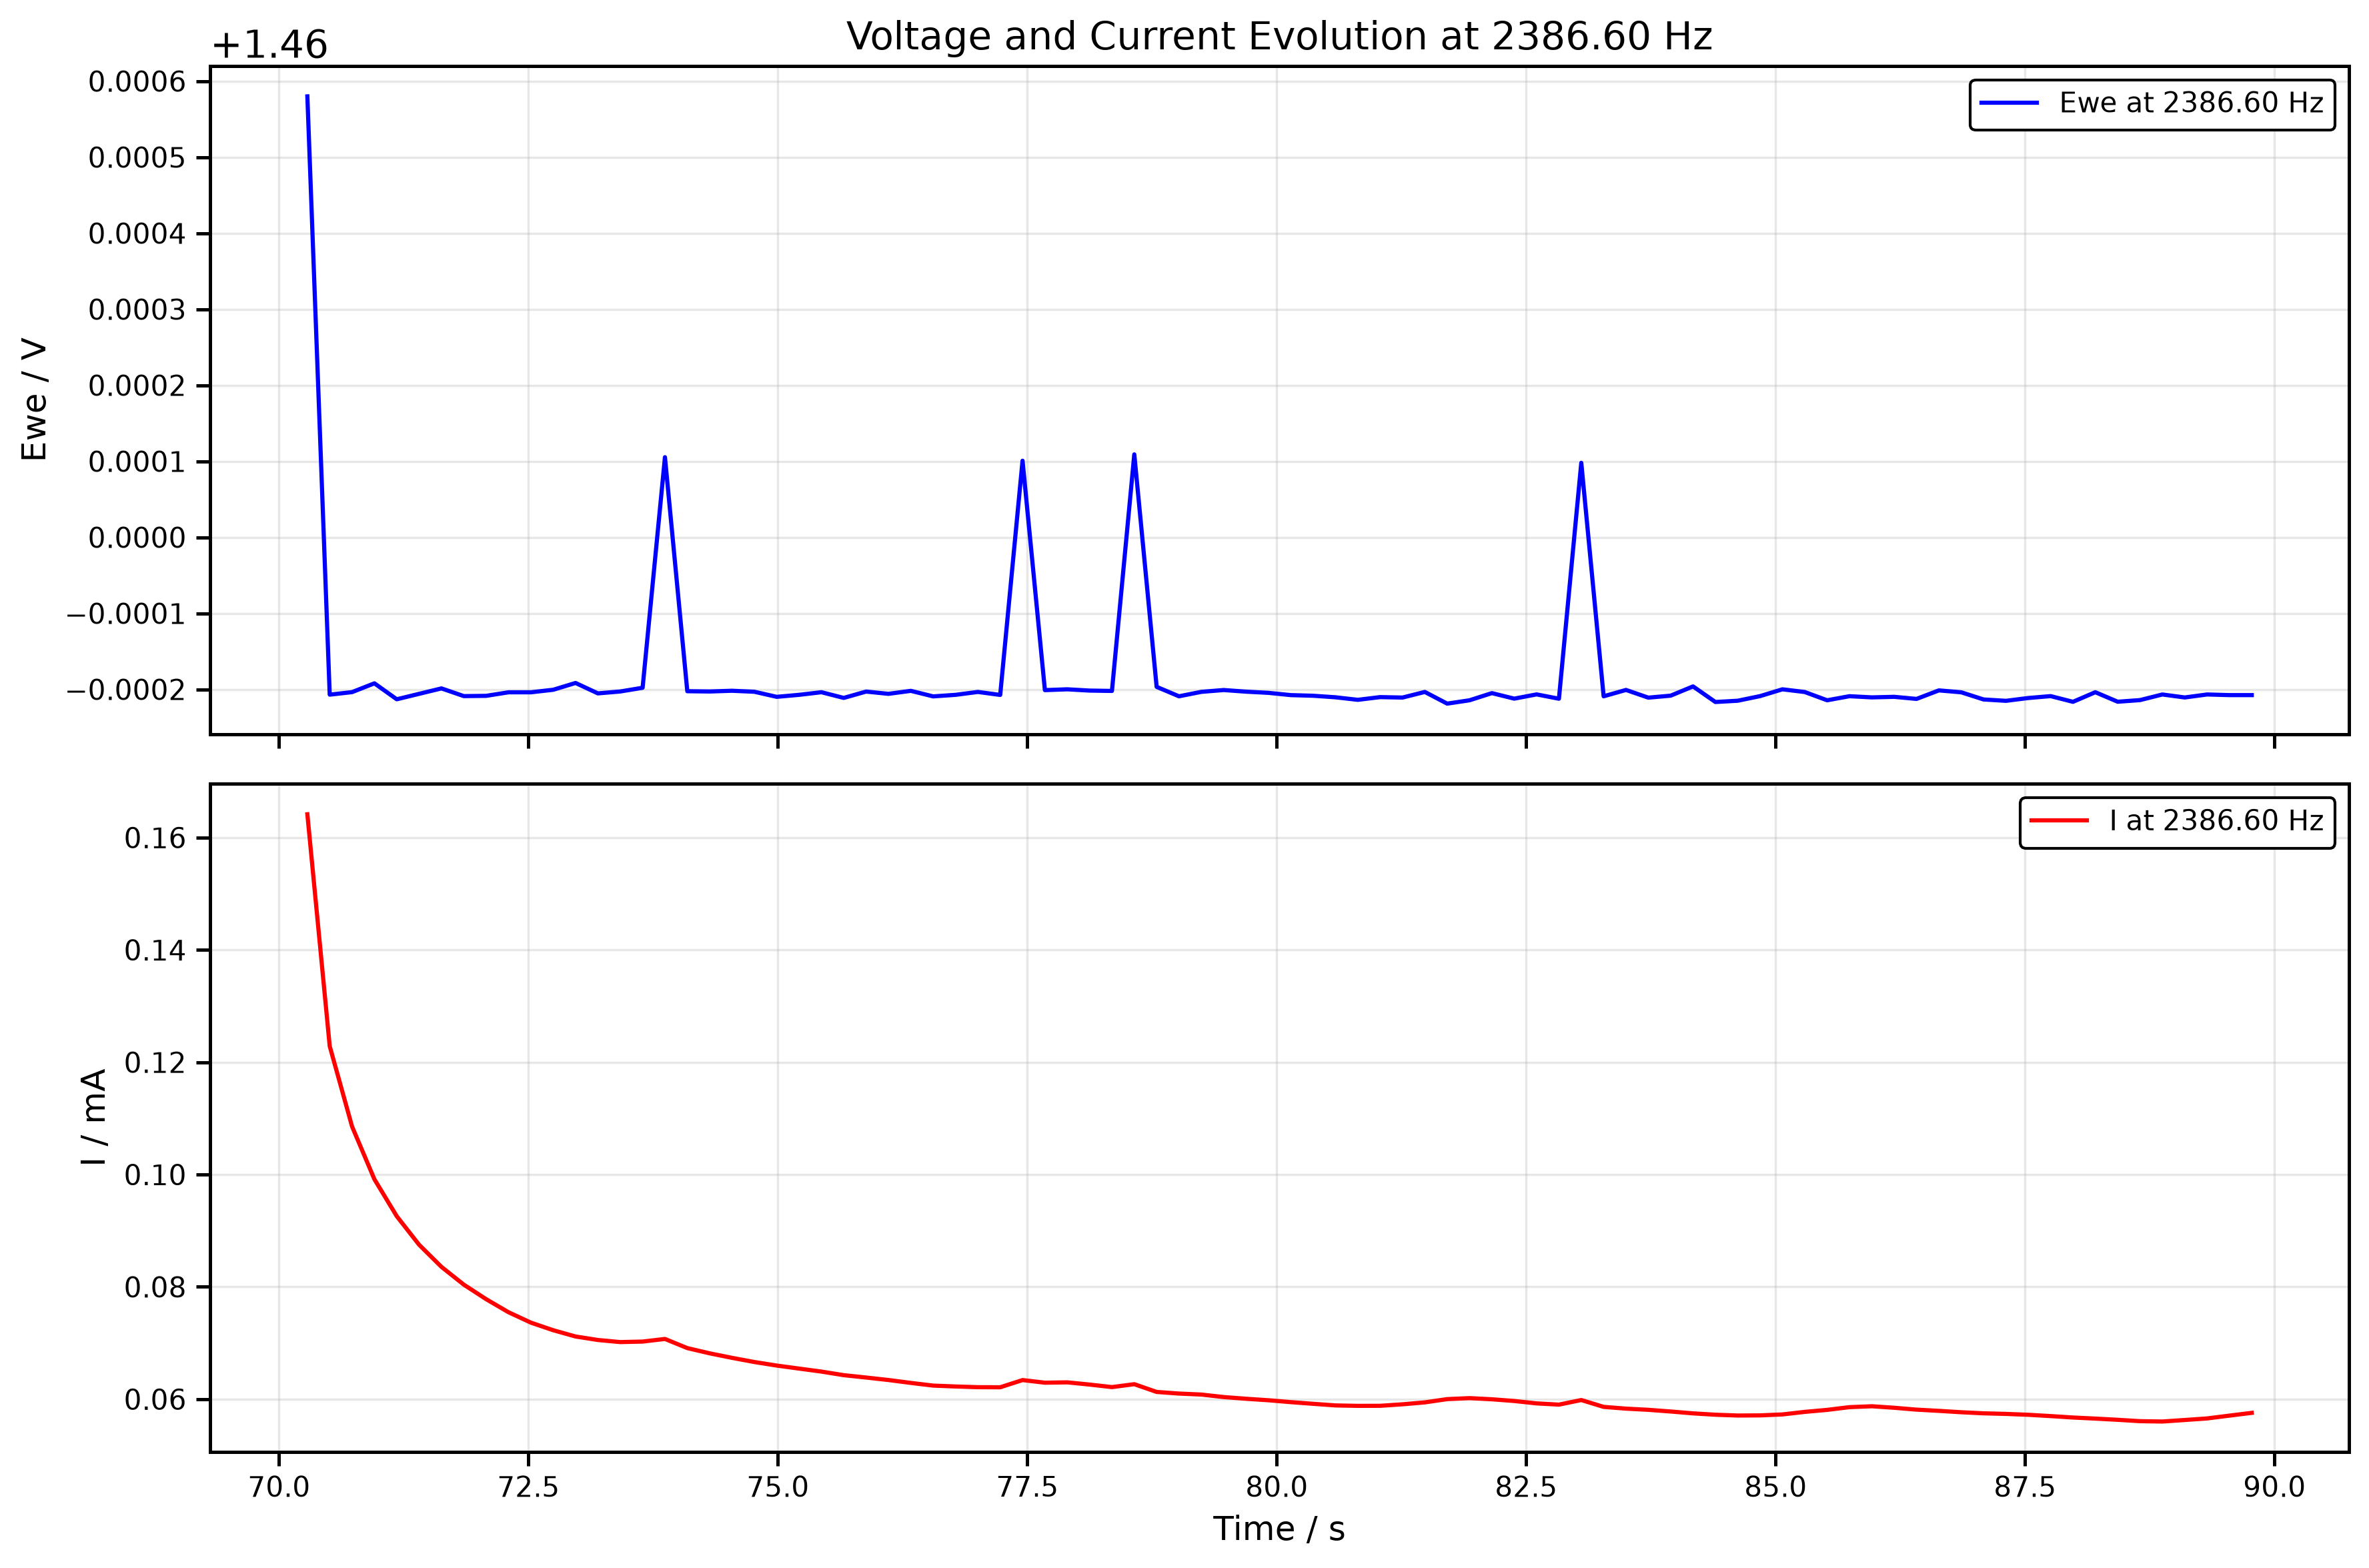 Voltage and Current Evolution at 2386.60 Hz
+1.46
0.0006
0.0005
0.0004
0.0003
0.0002
0.0001
0.0000
−0.0001
−0.0002
Ewe / V
Ewe at 2386.60 Hz
0.16
0.14
0.12
0.10
0.08
0.06
I / mA
I at 2386.60 Hz
70.0 72.5 75.0 77.5 80.0 82.5 85.0 87.5 90.0
Time / s